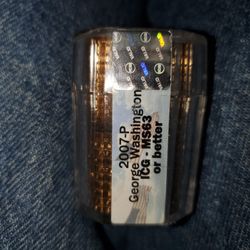 2007-P
George Washington
ICG - MS63
or better